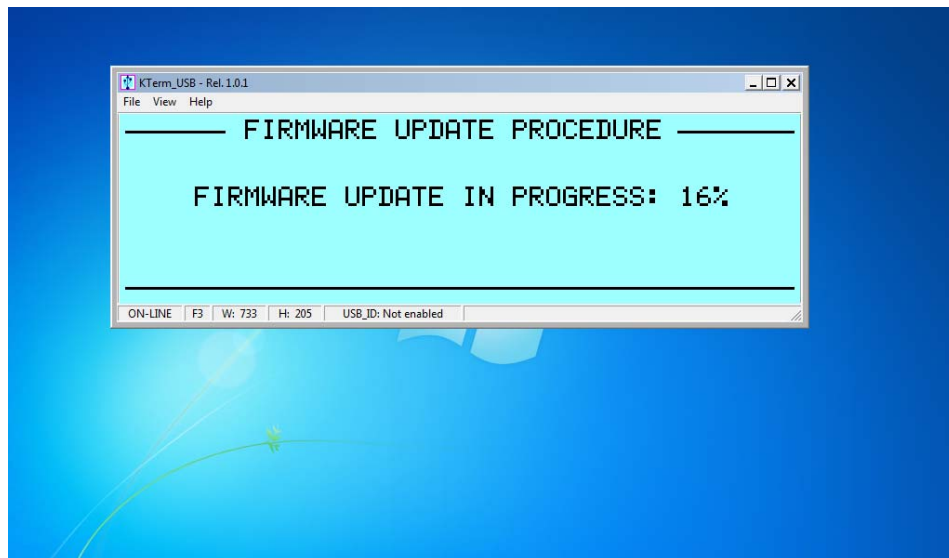 KTerm_USB - Rel. 1.0.1
File View Help
FIRMWARE UPDATE PROCEDURE
FIRMWARE UPDATE IN PROGRESS: 16%
ON-LINE F3 W: 733 H: 205 USB_ID: Not enabled